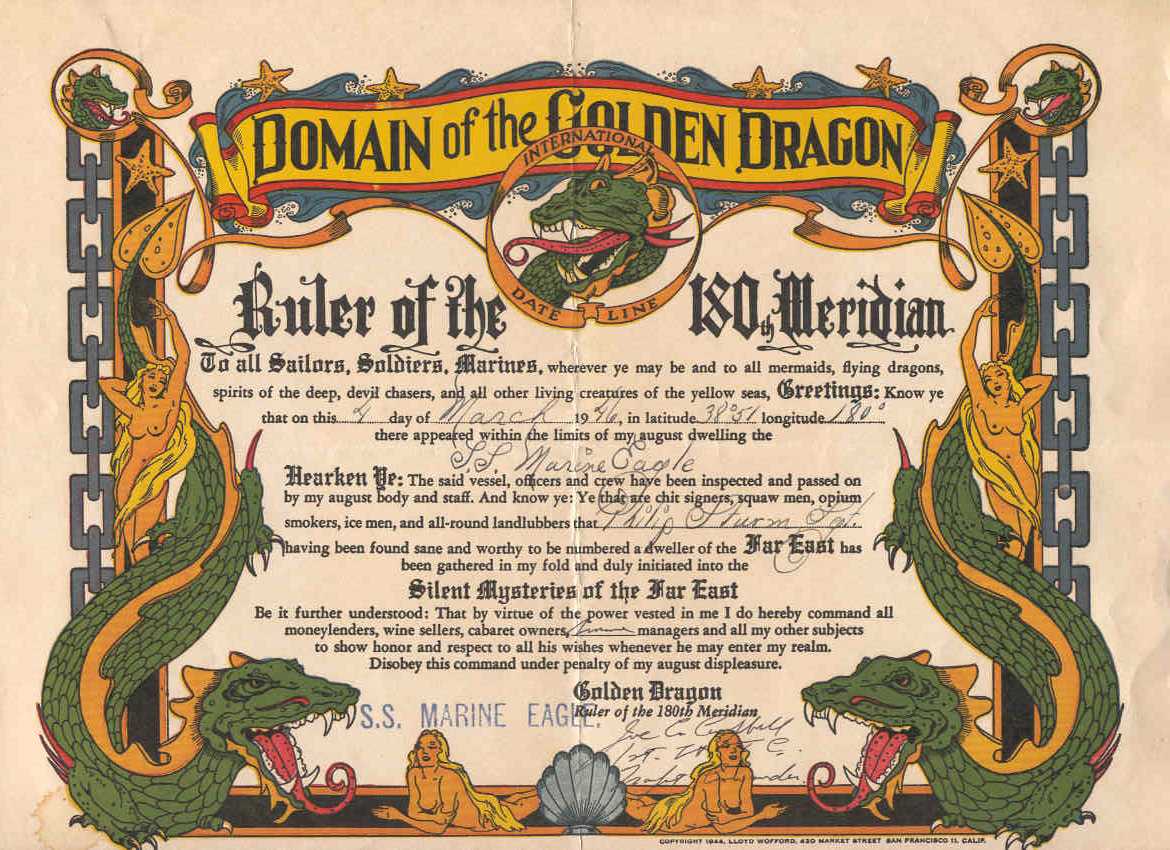 DOMAIN of the GOLDEN DRAGON
INTERNATIONAL
DATE LINE
Ruler of the 180th Meridian
To all Sailors, Soldiers, Marines, wherever ye may be and to all mermaids, flying dragons,
spirits of the deep, devil chasers, and all other living creatures of the yellow seas, Greetings: Know ye
that on this 4 day of March 1946, in latitude 38°51 longitude 180°
there appeared within the limits of my august dwelling the
S.S. Marine Eagle
Hearken Ye: The said vessel, officers and crew have been inspected and passed on
by my august body and staff. And know ye: Ye that are chit signers, squaw men, opium
smokers, ice men, and all-round landlubbers that Philip Sturm Sgt.
having been found sane and worthy to be numbered a dweller of the Far East has
been gathered in my fold and duly initiated into the
Silent Mysteries of the Far East
Be it further understood: That by virtue of the power vested in me I do hereby command all
moneylenders, wine sellers, cabaret owners, managers and all my other subjects
to show honor and respect to all his wishes whenever he may enter my realm.
Disobey this command under penalty of my august displeasure.
Golden Dragon
Ruler of the 180th Meridian
S.S. MARINE EAGLE.
COPYRIGHT 1944, LLOYD WOFFORD, 420 MARKET STREET SAN FRANCISCO 11, CALIF.